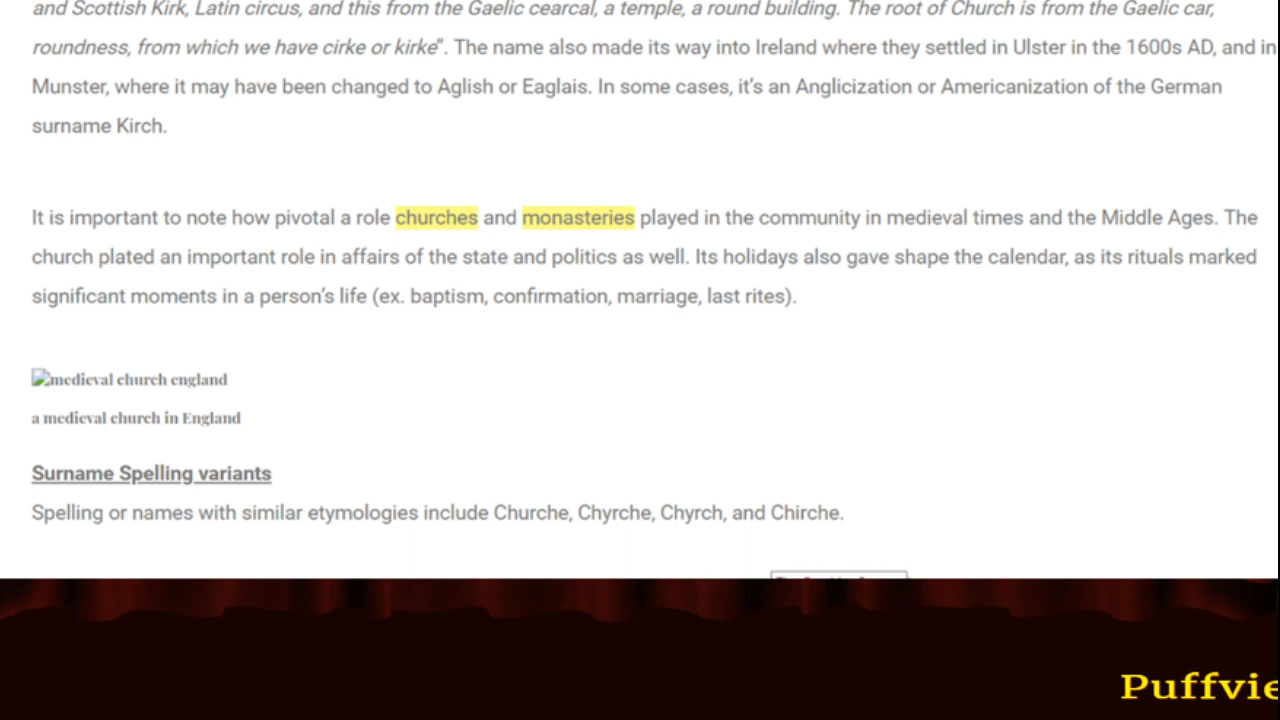 and Scottish Kirk, Latin circus, and this from the Gaelic cearcal, a temple, a round building. The root of Church is from the Gaelic car,
roundness, from which we have cirke or kirke". The name also made its way into Ireland where they settled in Ulster in the 1600s AD, and in
Munster, where it may have been changed to Aglish or Eaglais. In some cases, it's an Anglicization or Americanization of the German
surname Kirch.
It is important to note how pivotal a role churches and monasteries played in the community in medieval times and the Middle Ages. The
church plated an important role in affairs of the state and politics as well. Its holidays also gave shape the calendar, as its rituals marked
significant moments in a person's life (ex. baptism, confirmation, marriage, last rites).
medieval church england
a medieval church in England
Surname Spelling variants
Spelling or names with similar etymologies include Churche, Chyrche, Chyrch, and Chirche.
Puffvie